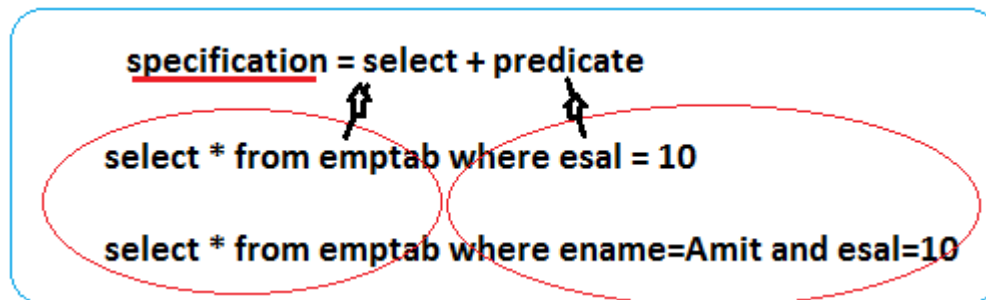 specification = select + predicate
select * from emptab where esal = 10
select * from emptab where ename=Amit and esal=10